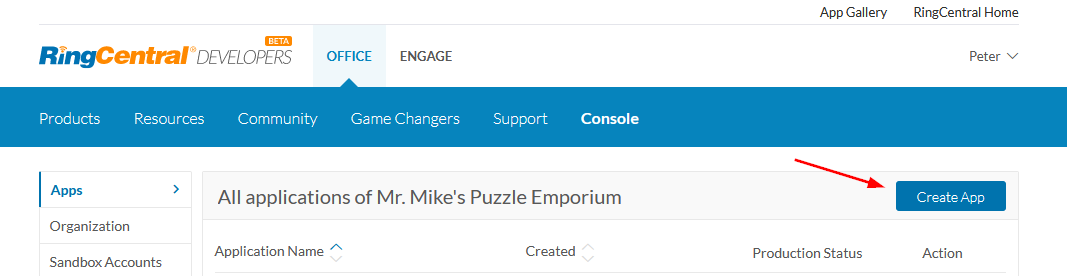 App Gallery RingCentral Home
BETA
RingCentral® DEVELOPERS OFFICE ENGAGE Peter
Products Resources Community Game Changers Support Console
Apps
All applications of Mr. Mike's Puzzle Emporium
Create App
Organization
Application Name Created Production Status Action
Sandbox Accounts